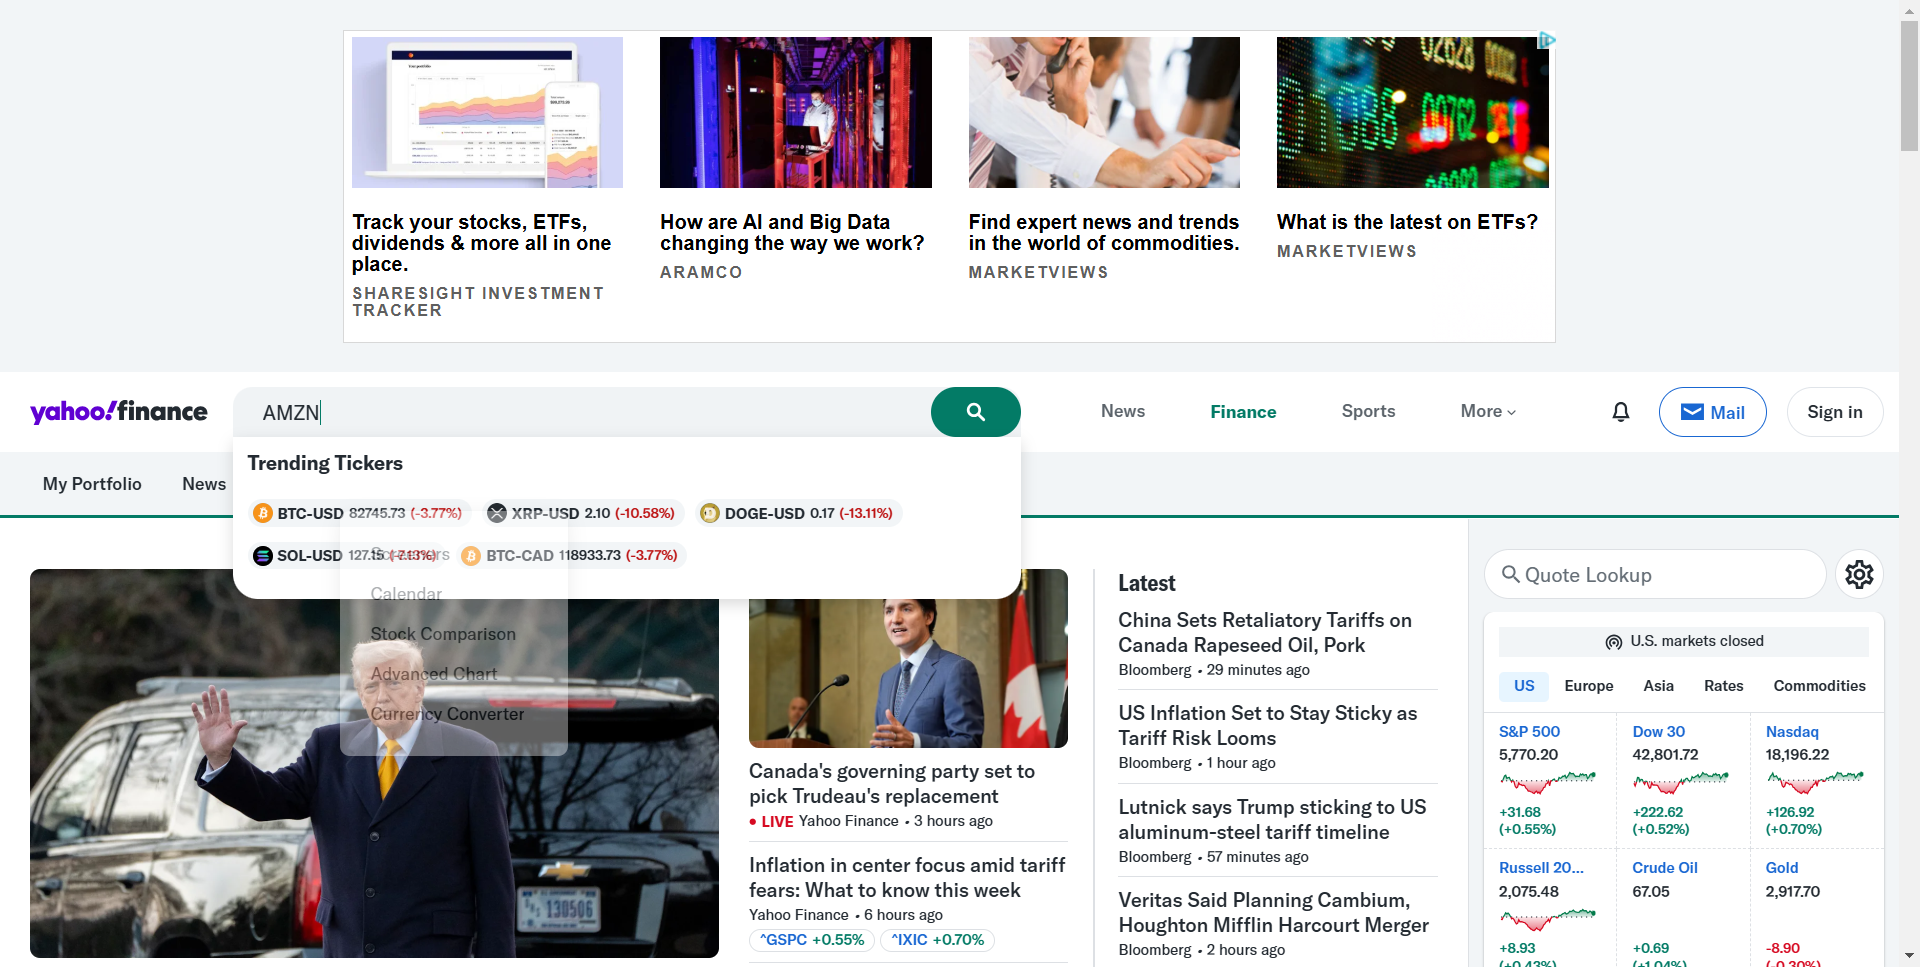 Track your stocks, ETFs,
dividends & more all in one
place.
SHARESIGHT INVESTMENT
TRACKER
How are AI and Big Data
changing the way we work?
ARAMCO
Find expert news and trends
in the world of commodities.
MARKETVIEWS
What is the latest on ETFs?
MARKETVIEWS
yahoo!finance
AMZN
News
Finance
Sports
More
Mail
Sign in
My Portfolio
News
Trending Tickers
BTC-USD 82745.73 (-3.77%)
XRP-USD 2.10 (-10.58%)
DOGE-USD 0.17 (-13.11%)
SOL-USD 127.15 (-7.13%)
BTC-CAD 118933.73 (-3.77%)
Screeners
Calendar
Stock Comparison
Advanced Chart
Currency Converter
Canada's governing party set to
pick Trudeau's replacement
• LIVE Yahoo Finance • 3 hours ago
Inflation in center focus amid tariff
fears: What to know this week
Yahoo Finance • 6 hours ago
^GSPC +0.55%
^IXIC +0.70%
Latest
China Sets Retaliatory Tariffs on
Canada Rapeseed Oil, Pork
Bloomberg • 29 minutes ago
US Inflation Set to Stay Sticky as
Tariff Risk Looms
Bloomberg • 1 hour ago
Lutnick says Trump sticking to US
aluminum-steel tariff timeline
Bloomberg • 57 minutes ago
Veritas Said Planning Cambium,
Houghton Mifflin Harcourt Merger
Bloomberg • 2 hours ago
Quote Lookup
U.S. markets closed
US
Europe
Asia
Rates
Commodities
S&P 500
5,770.20
+31.68
(+0.55%)
Dow 30
42,801.72
+222.62
(+0.52%)
Nasdaq
18,196.22
+126.92
(+0.70%)
Russell 20...
2,075.48
+8.93
(+0.43%)
Crude Oil
67.05
+0.69
(+1.04%)
Gold
2,917.70
-8.90
(-0.30%)
130506